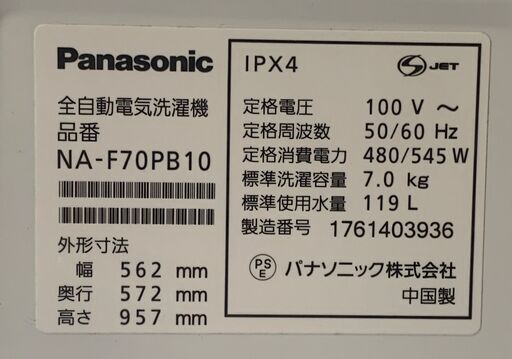 Panasonic
全自動電気洗濯機
品番
NA-F70PB10
外形寸法
幅 562 mm
奥行 572 mm
高さ 957 mm
IPX4
S JET
定格電圧 100 V ～
定格周波数 50/60 Hz
定格消費電力 480/545 W
標準洗濯容量 7.0 kg
標準使用水量 119 L
製造番号 1761403936
PS E パナソニック株式会社
中国製